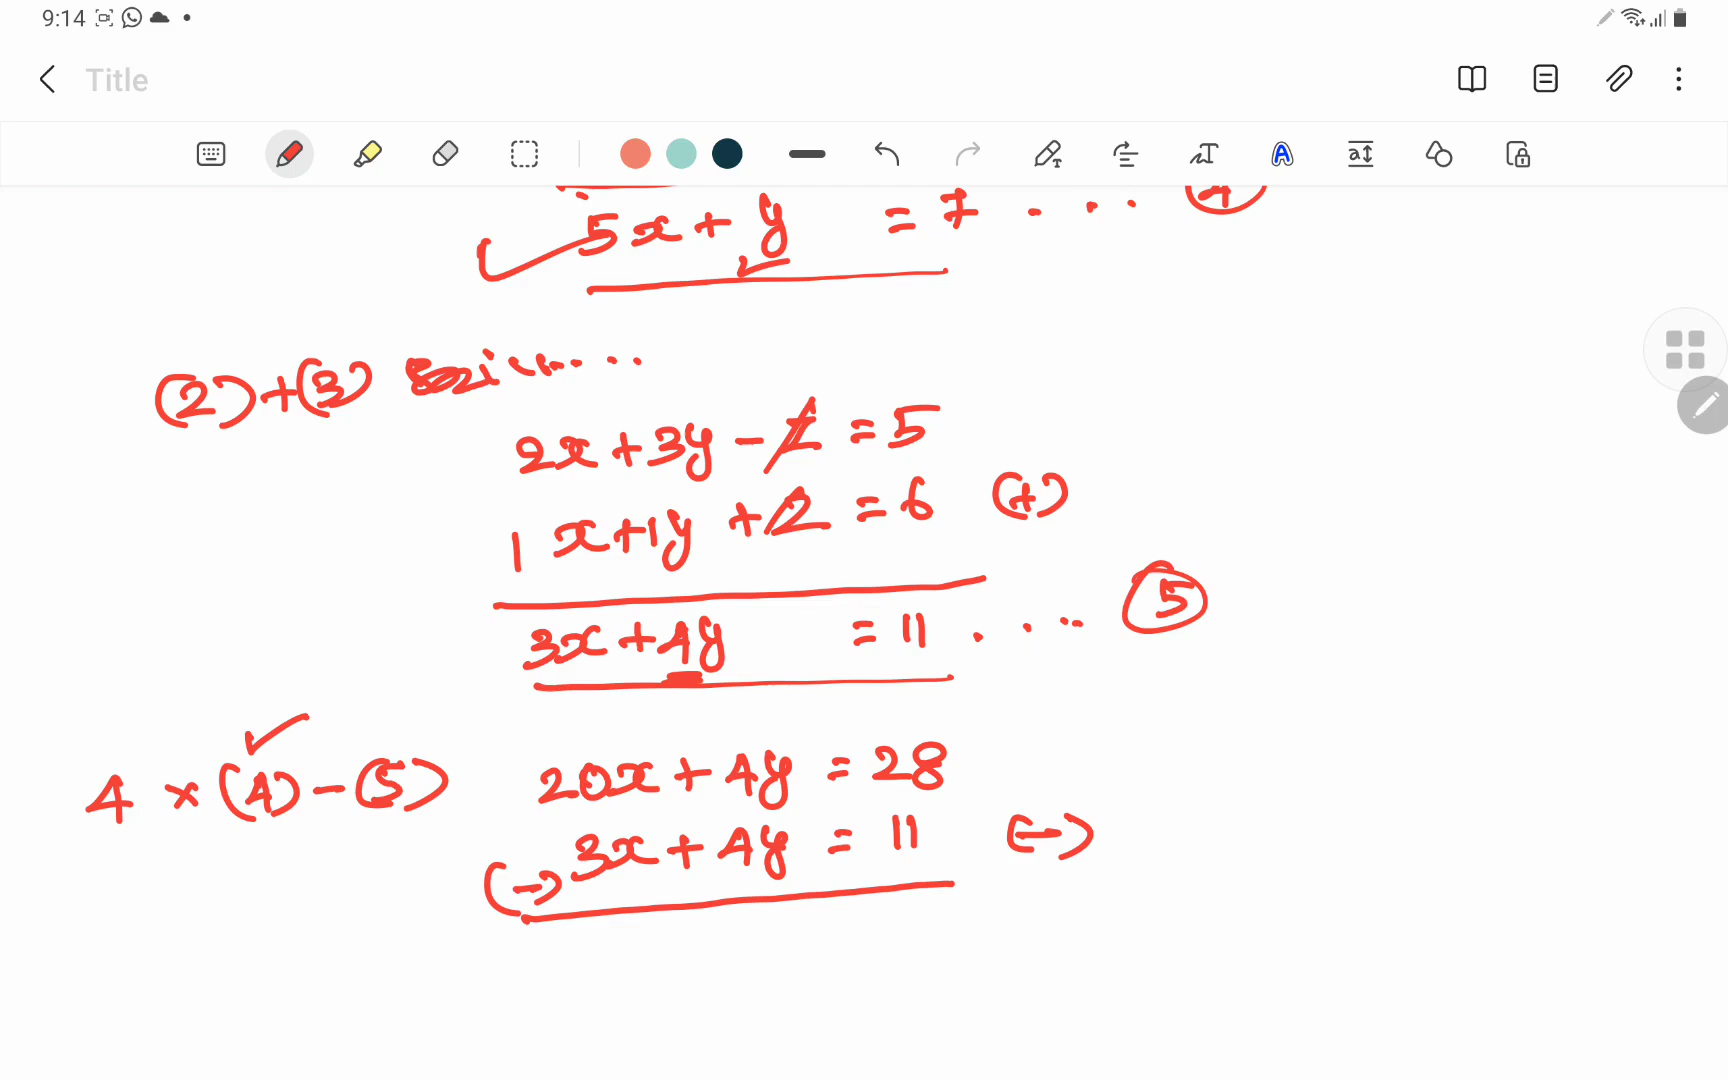 9:14
Title
5x + y = 7 . . . (4)
(2) + (3) ...
2x + 3y - z = 5
1x + 1y + z = 6 (+)
3x + 4y = 11 . . . (5)
4 × (4) - (5) 20x + 4y = 28
(-) 3x + 4y = 11 (-)